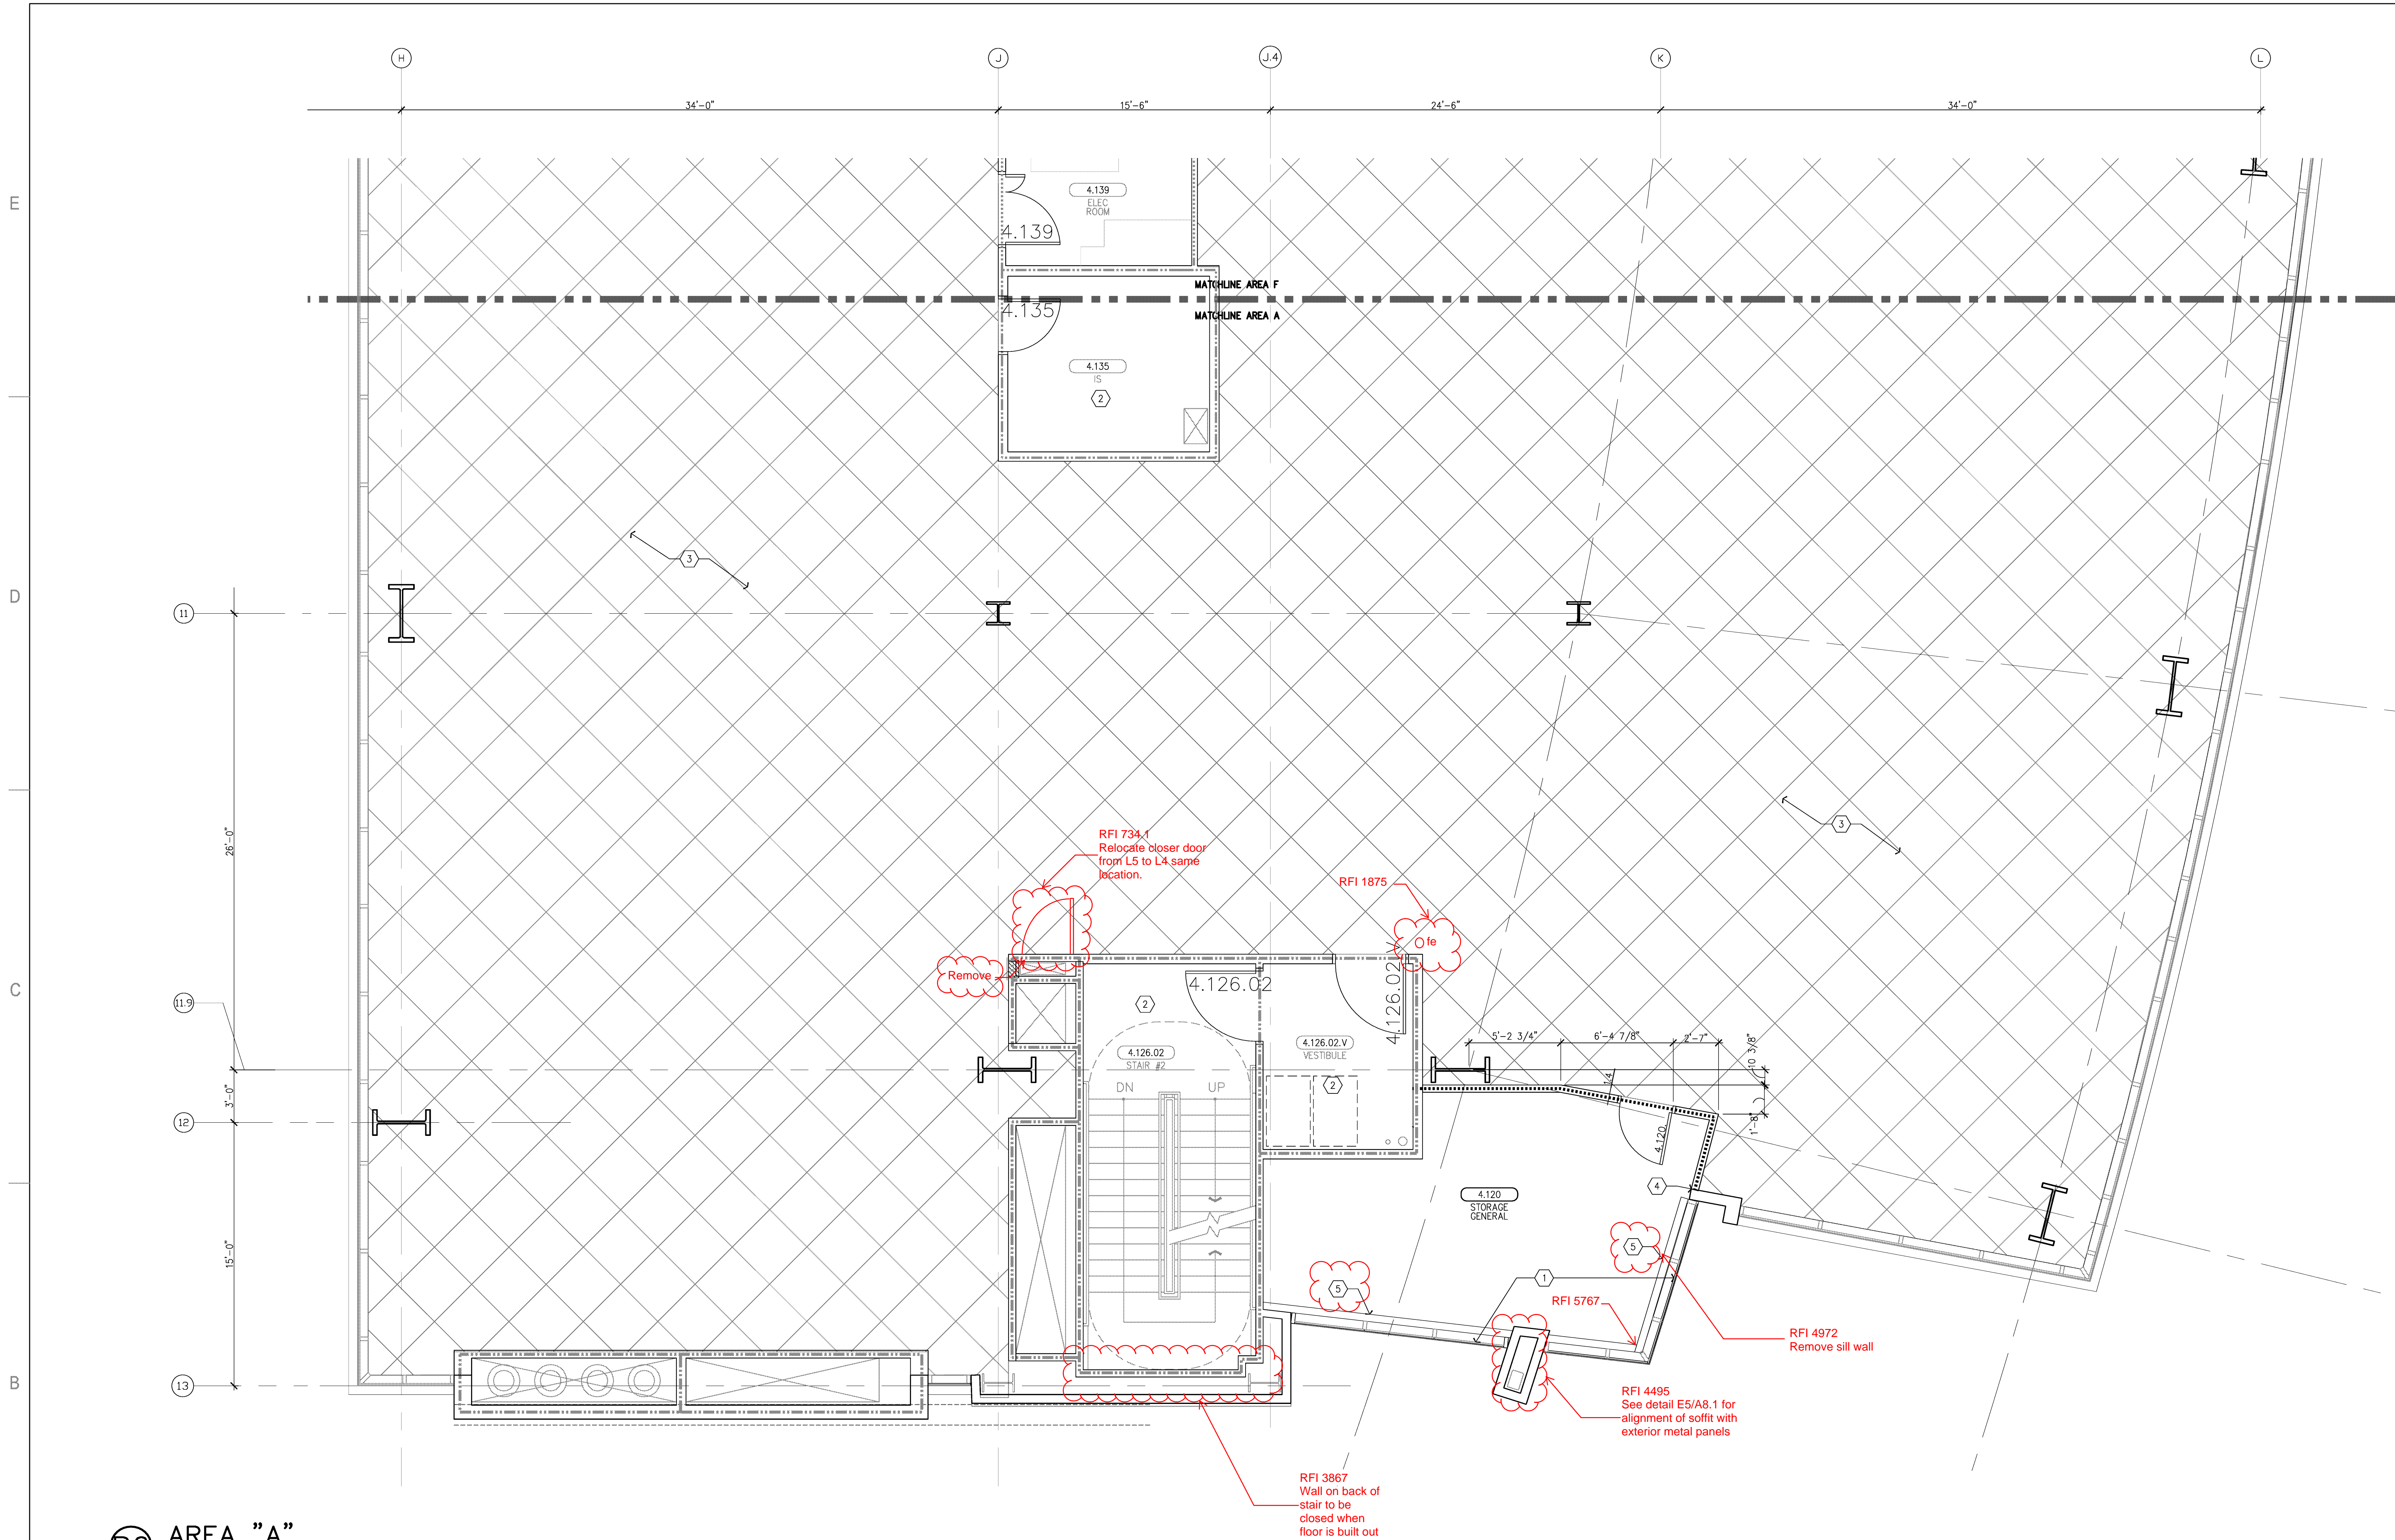 H
J
J.4
K
L
34'-0"
15'-6"
24'-6"
34'-0"
E
4.139
ELEC
ROOM
4.139
MATCHLINE AREA F
MATCHLINE AREA A
4.135
4.135
IS
2
3
D
11
3
26'-0"
RFI 734.1
Relocate closer door
from L5 to L4 same
location.
RFI 1875
fe
Remove
C
11.9
4.126.02
4.126.02
2
4.126.02
STAIR #2
4.126.02.V
VESTIBULE
2
DN
UP
5'-2 3/4"
6'-4 7/8"
2'-7"
10 3/8"
1/4
1'-8"
3'-0"
12
4.120
4
4.120
STORAGE
GENERAL
15'-0"
5
5
1
RFI 5767
RFI 4972
Remove sill wall
B
13
RFI 4495
See detail E5/A8.1 for
alignment of soffit with
exterior metal panels
RFI 3867
Wall on back of
stair to be
closed when
floor is built out
AREA "A"